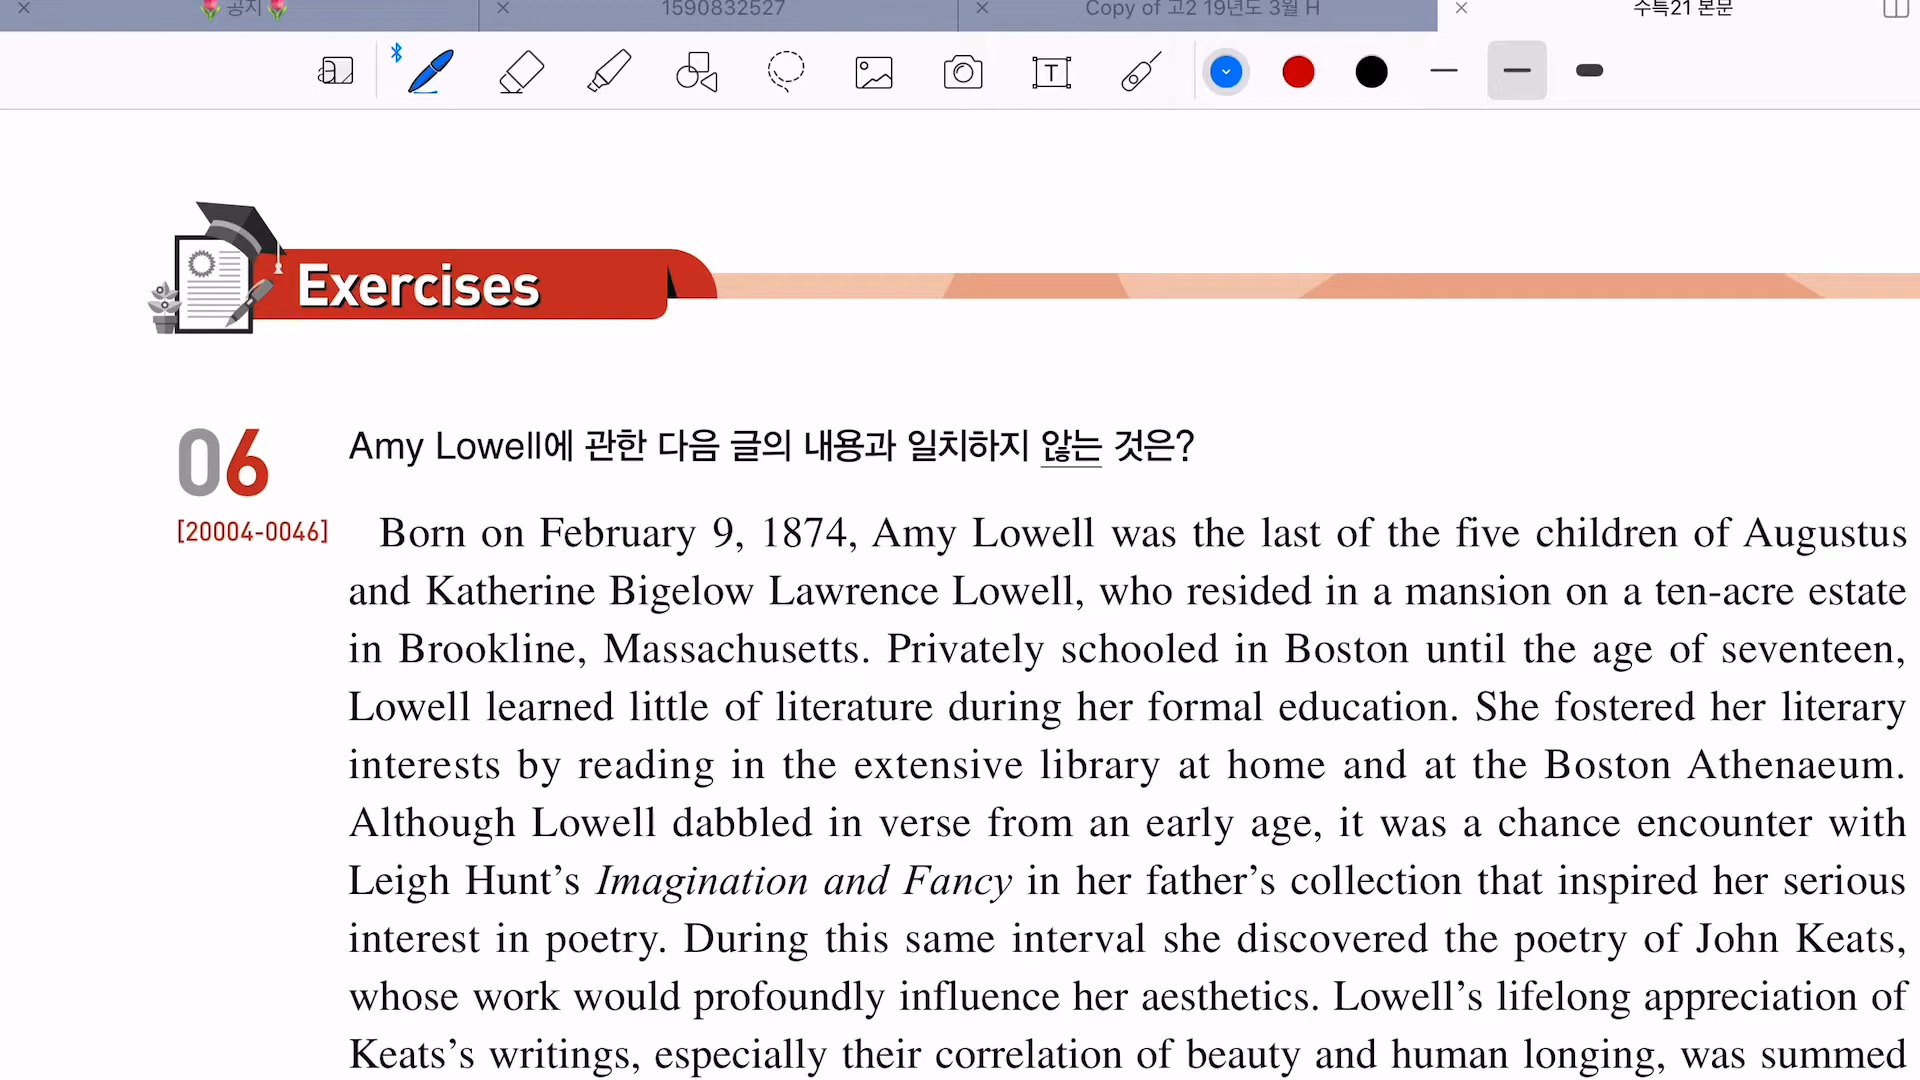 공지
1590832527
Copy of 고2 19년도 3월 H
수특21 본문
Exercises
06
Amy Lowell에 관한 다음 글의 내용과 일치하지 않는 것은?
[20004-0046]
Born on February 9, 1874, Amy Lowell was the last of the five children of Augustus
and Katherine Bigelow Lawrence Lowell, who resided in a mansion on a ten-acre estate
in Brookline, Massachusetts. Privately schooled in Boston until the age of seventeen,
Lowell learned little of literature during her formal education. She fostered her literary
interests by reading in the extensive library at home and at the Boston Athenaeum.
Although Lowell dabbled in verse from an early age, it was a chance encounter with
Leigh Hunt’s Imagination and Fancy in her father’s collection that inspired her serious
interest in poetry. During this same interval she discovered the poetry of John Keats,
whose work would profoundly influence her aesthetics. Lowell’s lifelong appreciation of
Keats’s writings, especially their correlation of beauty and human longing, was summed